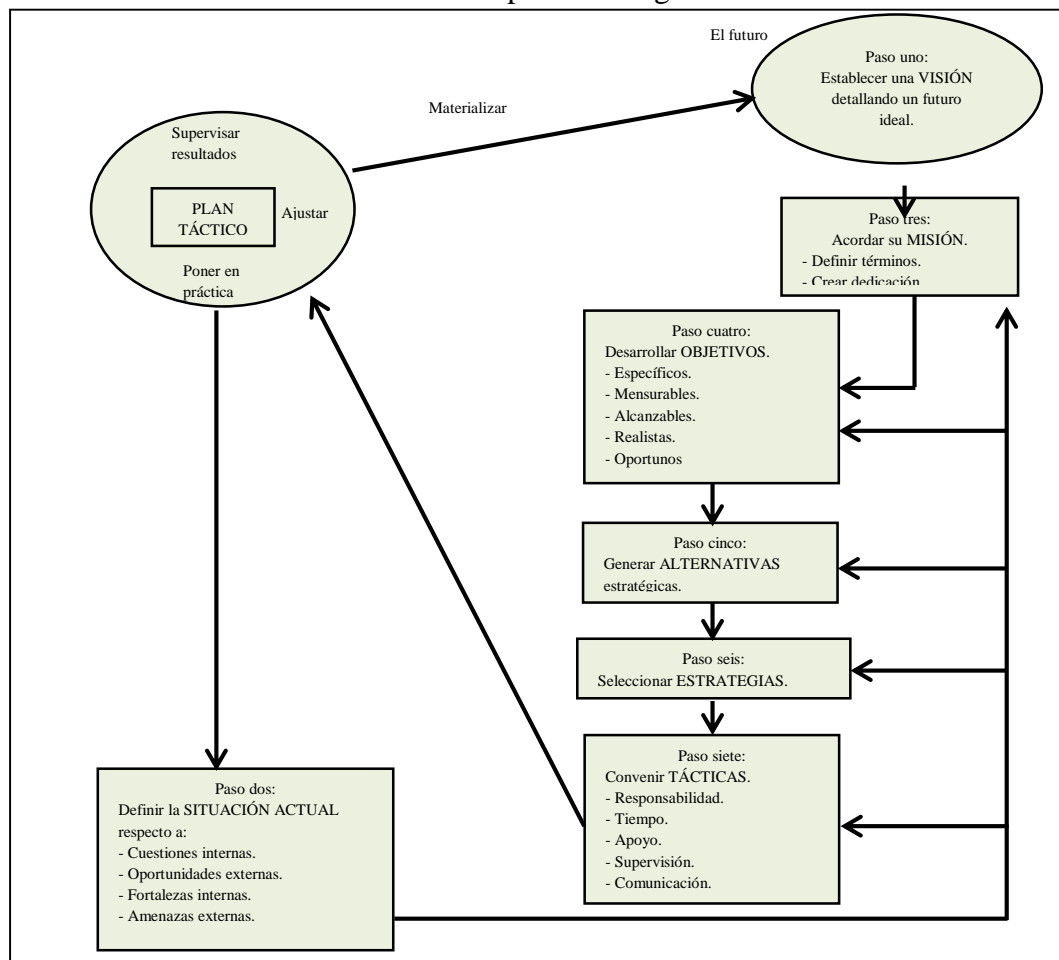 El futuro
Paso uno:
Establecer una VISIÓN
detallando un futuro
ideal.
Materializar
Supervisar
resultados
PLAN
TÁCTICO
Ajustar
Poner en
práctica
Paso tres:
Acordar su MISIÓN.
- Definir términos.
- Crear dedicación
Paso cuatro:
Desarrollar OBJETIVOS.
- Específicos.
- Mensurables.
- Alcanzables.
- Realistas.
- Oportunos
Paso cinco:
Generar ALTERNATIVAS
estratégicas.
Paso seis:
Seleccionar ESTRATEGIAS.
Paso siete:
Convenir TÁCTICAS.
- Responsabilidad.
- Tiempo.
- Apoyo.
- Supervisión.
- Comunicación.
Paso dos:
Definir la SITUACIÓN ACTUAL
respecto a:
- Cuestiones internas.
- Oportunidades externas.
- Fortalezas internas.
- Amenazas externas.